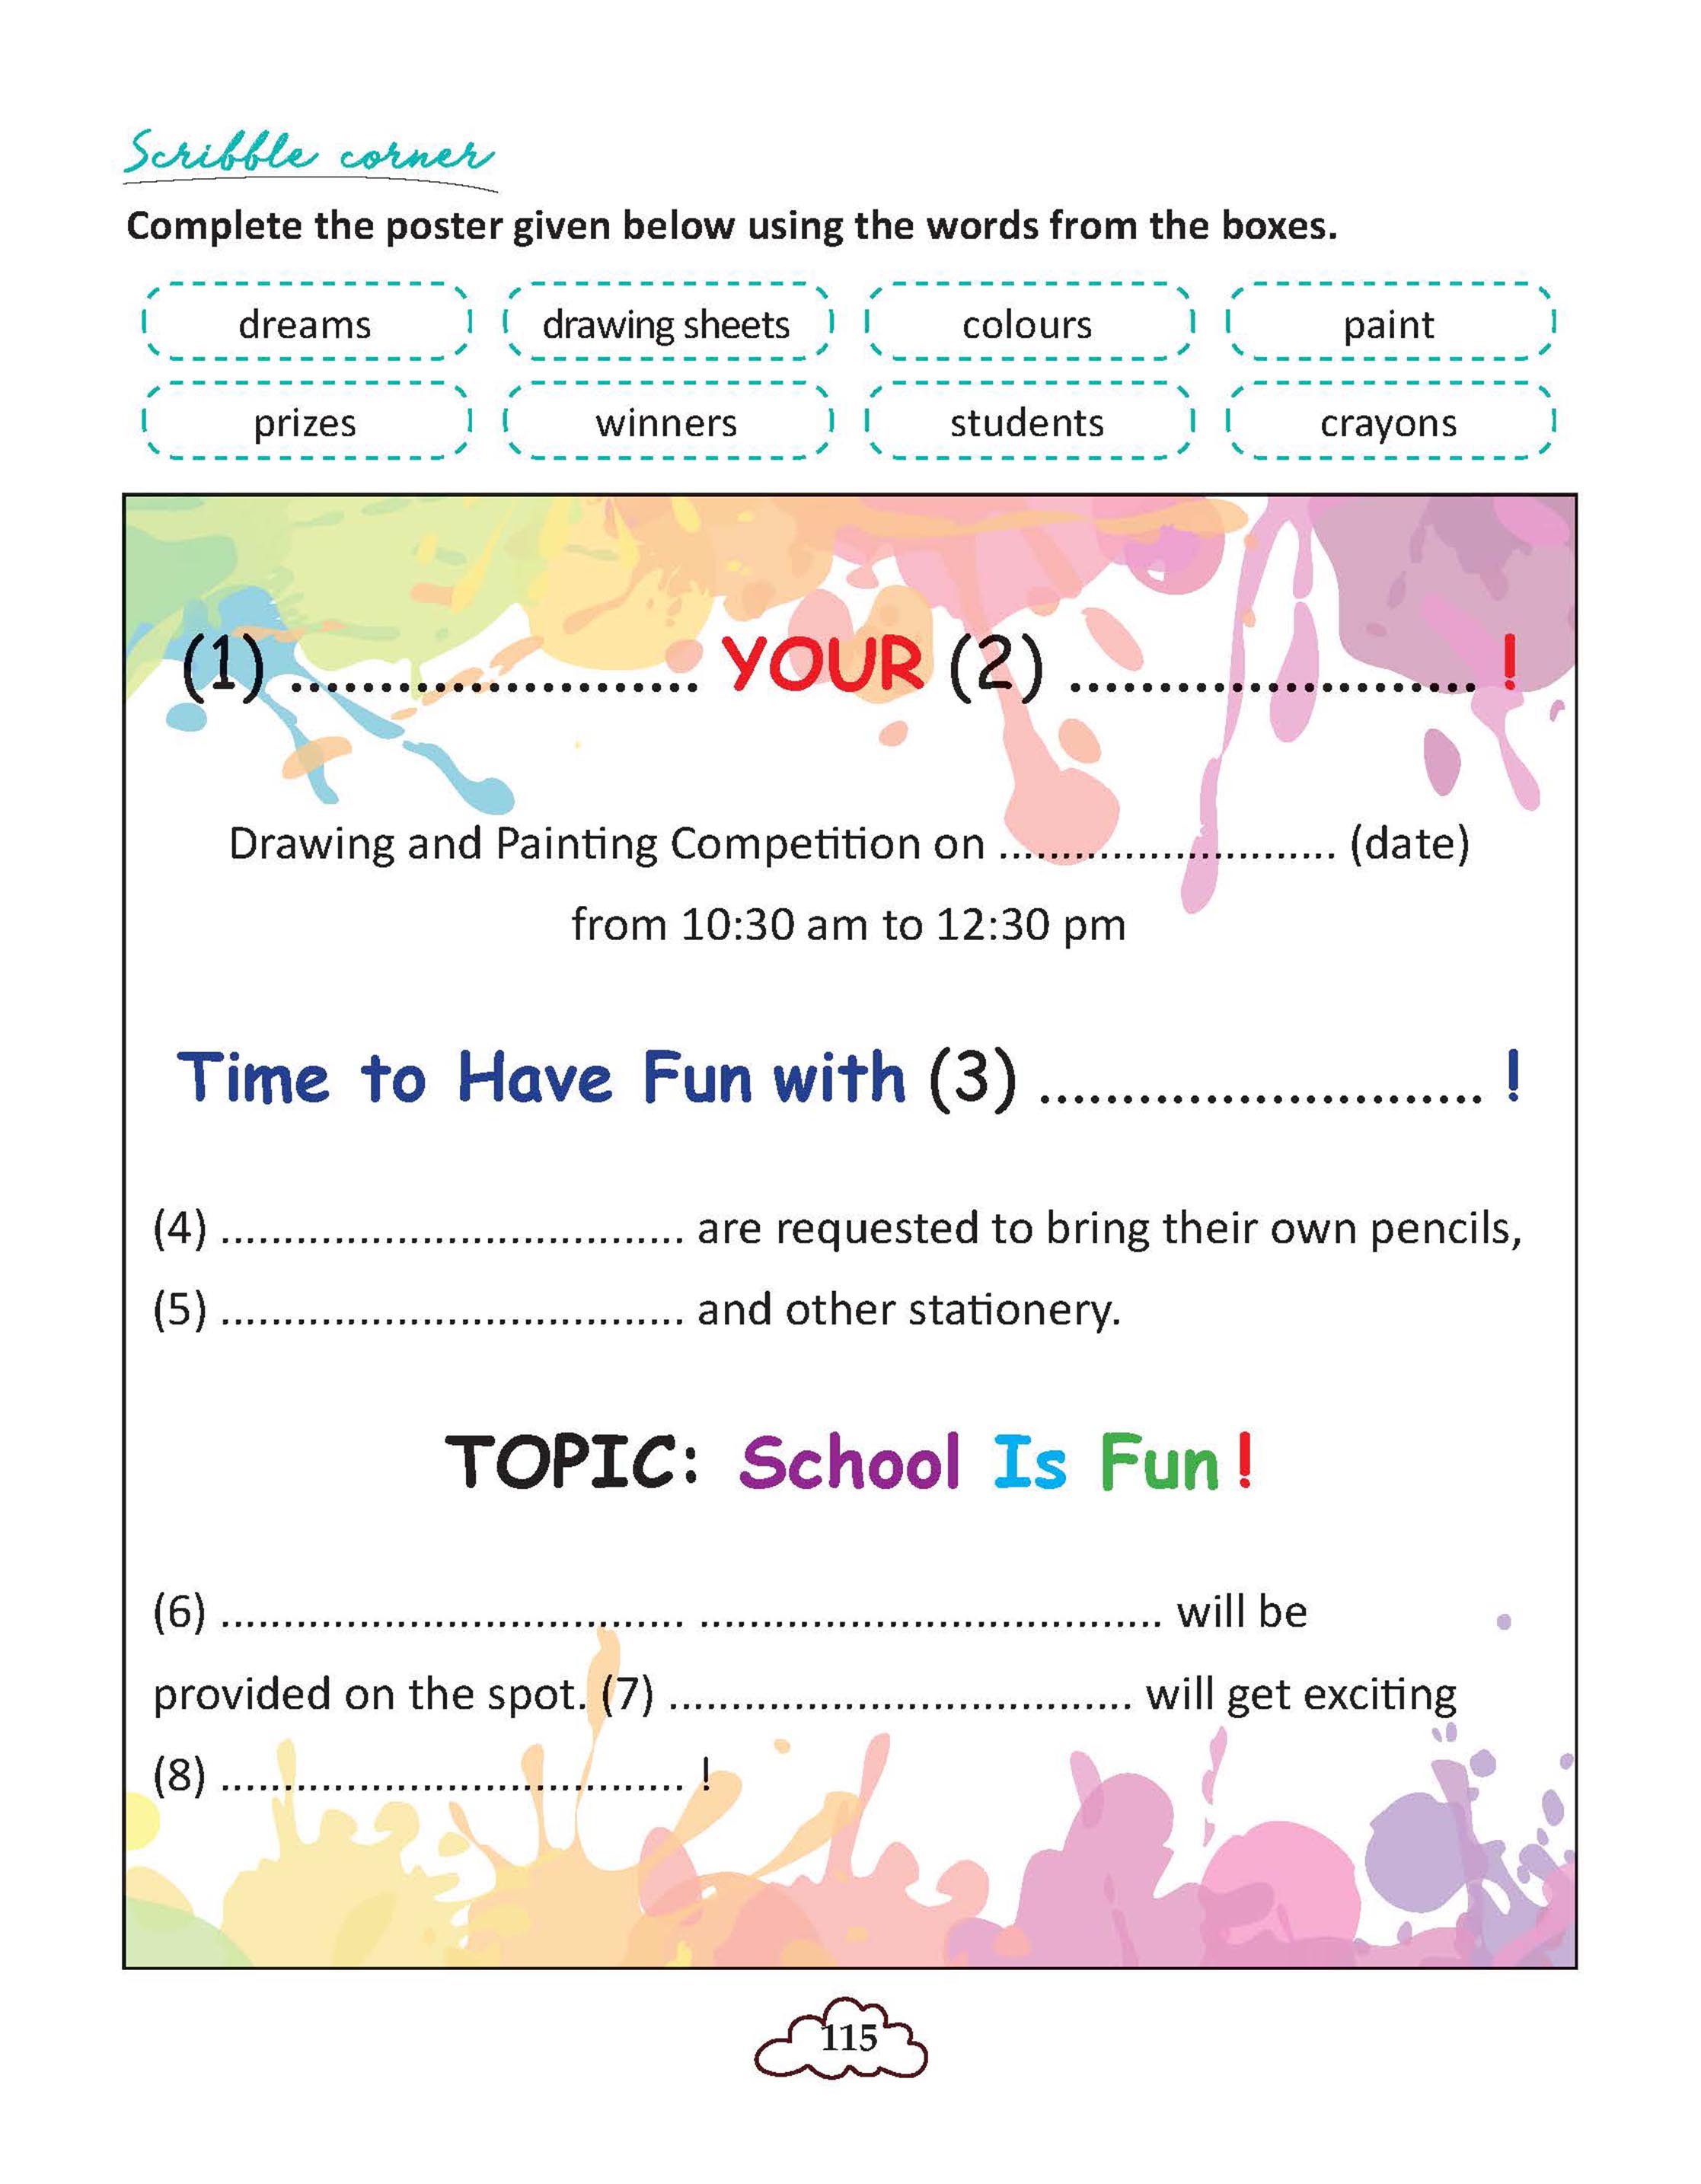 Scribble corner
Complete the poster given below using the words from the boxes.
dreams drawing sheets colours paint
prizes winners students crayons
(1) ........................ YOUR (2) ........................ !
Drawing and Painting Competition on ........................... (date)
from 10:30 am to 12:30 pm
Time to Have Fun with (3) ........................... !
(4) ..................................... are requested to bring their own pencils,
(5) ..................................... and other stationery.
TOPIC: School Is Fun!
(6) ..................................... ..................................... will be
provided on the spot. (7) ..................................... will get exciting
(8) ..................................... !
115